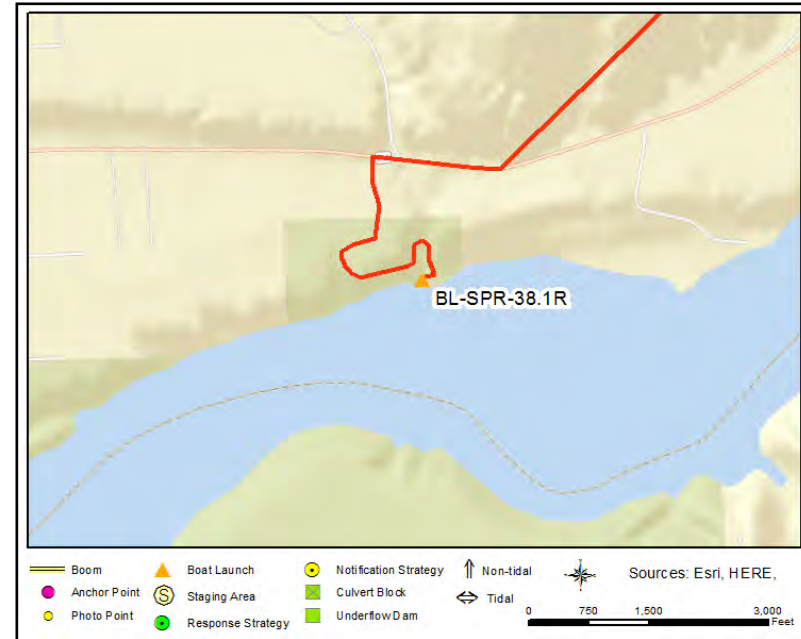 BL-SPR-38.1R
Boom
Boat Launch
Notification Strategy
Non-tidal
Sources: Esri, HERE,
Anchor Point
S
Staging Area
Culvert Block
Tidal
Photo Point
Response Strategy
Underflow Dam
0 750 1,500 3,000
Feet